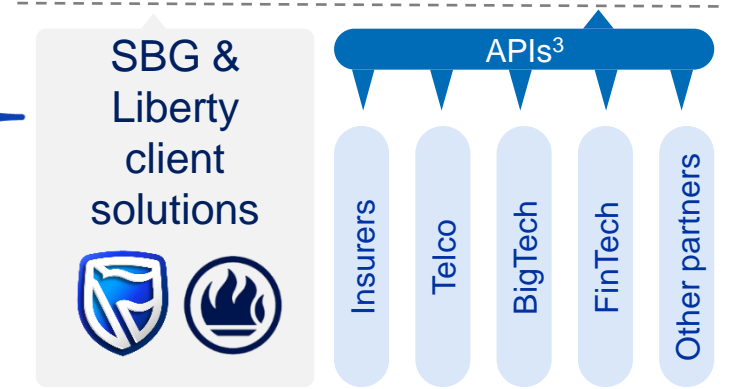 SBG &
Liberty
client
solutions
APIs³
Insurers
Telco
BigTech
FinTech
Other partners